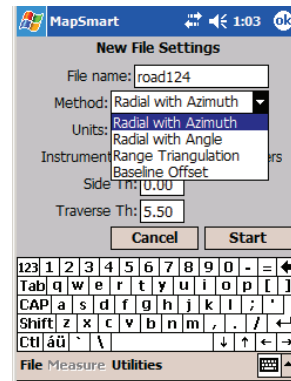 MapSmart 1:03 ok
New File Settings
File name: road124
Method: Radial with Azimuth
Radial with Azimuth
Units: Radial with Angle
Instrument Range Triangulation ers
Baseline Offset
Side Th: 0.00
Traverse Th: 5.50
Cancel Start
123 1 2 3 4 5 6 7 8 9 0 - =
Tab q w e r t y u i o p [ ]
CAP a s d f g h j k l ; '
Shift z x c v b n m , . /
Ctl áü ` \
File Measure Utilities